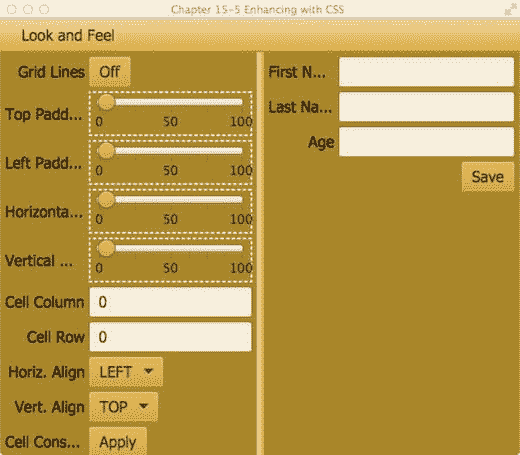 Chapter 15-5 Enhancing with CSS
Look and Feel
Grid Lines Off
Top Padd...
0 50 100
Left Padd...
0 50 100
Horizonta...
0 50 100
Vertical ...
0 50 100
Cell Column 0
Cell Row 0
Horiz. Align LEFT
Vert. Align TOP
Cell Cons... Apply
First N...
Last Na...
Age
Save